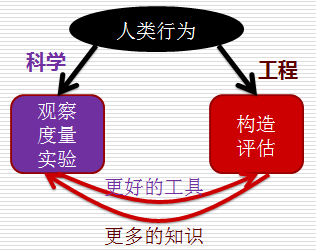 人类行为
科学
工程
观察
度量
实验
构造
评估
更好的工具
更多的知识